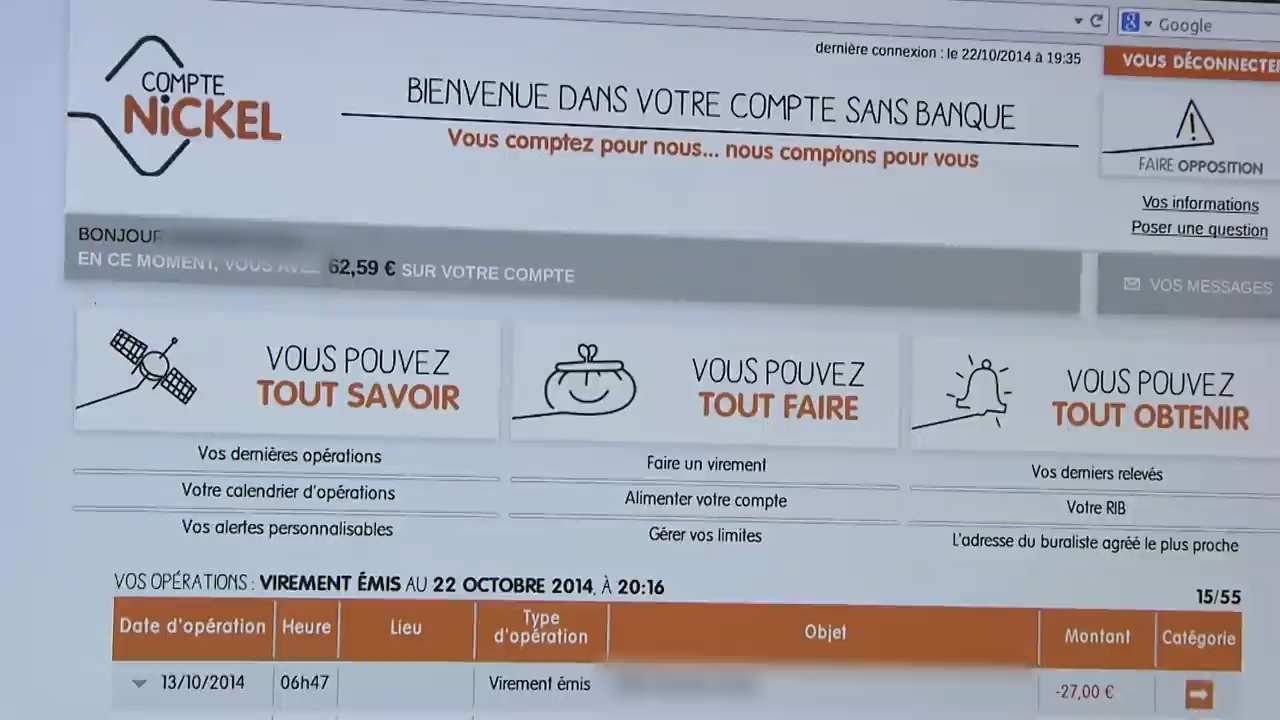 Google
dernière connexion : le 22/10/2014 à 19:35
VOUS DÉCONNECTER
COMPTE
NiCKEL
BIENVENUE DANS VOTRE COMPTE SANS BANQUE
Vous comptez pour nous... nous comptons pour vous
FAIRE OPPOSITION
Vos informations
Poser une question
BONJOUR
EN CE MOMENT, VOUS AVEZ 62,59 € SUR VOTRE COMPTE
VOS MESSAGES
VOUS POUVEZ
TOUT SAVOIR
VOUS POUVEZ
TOUT FAIRE
VOUS POUVEZ
TOUT OBTENIR
Vos dernières opérations
Faire un virement
Vos derniers relevés
Votre calendrier d'opérations
Alimenter votre compte
Votre RIB
Vos alertes personnalisables
Gérer vos limites
L'adresse du buraliste agréé le plus proche
VOS OPÉRATIONS : VIREMENT ÉMIS AU 22 OCTOBRE 2014, À 20:16
15/55
Date d'opération Heure Lieu Type d'opération Objet Montant Catégorie
13/10/2014 06h47 Virement émis -27,00 €